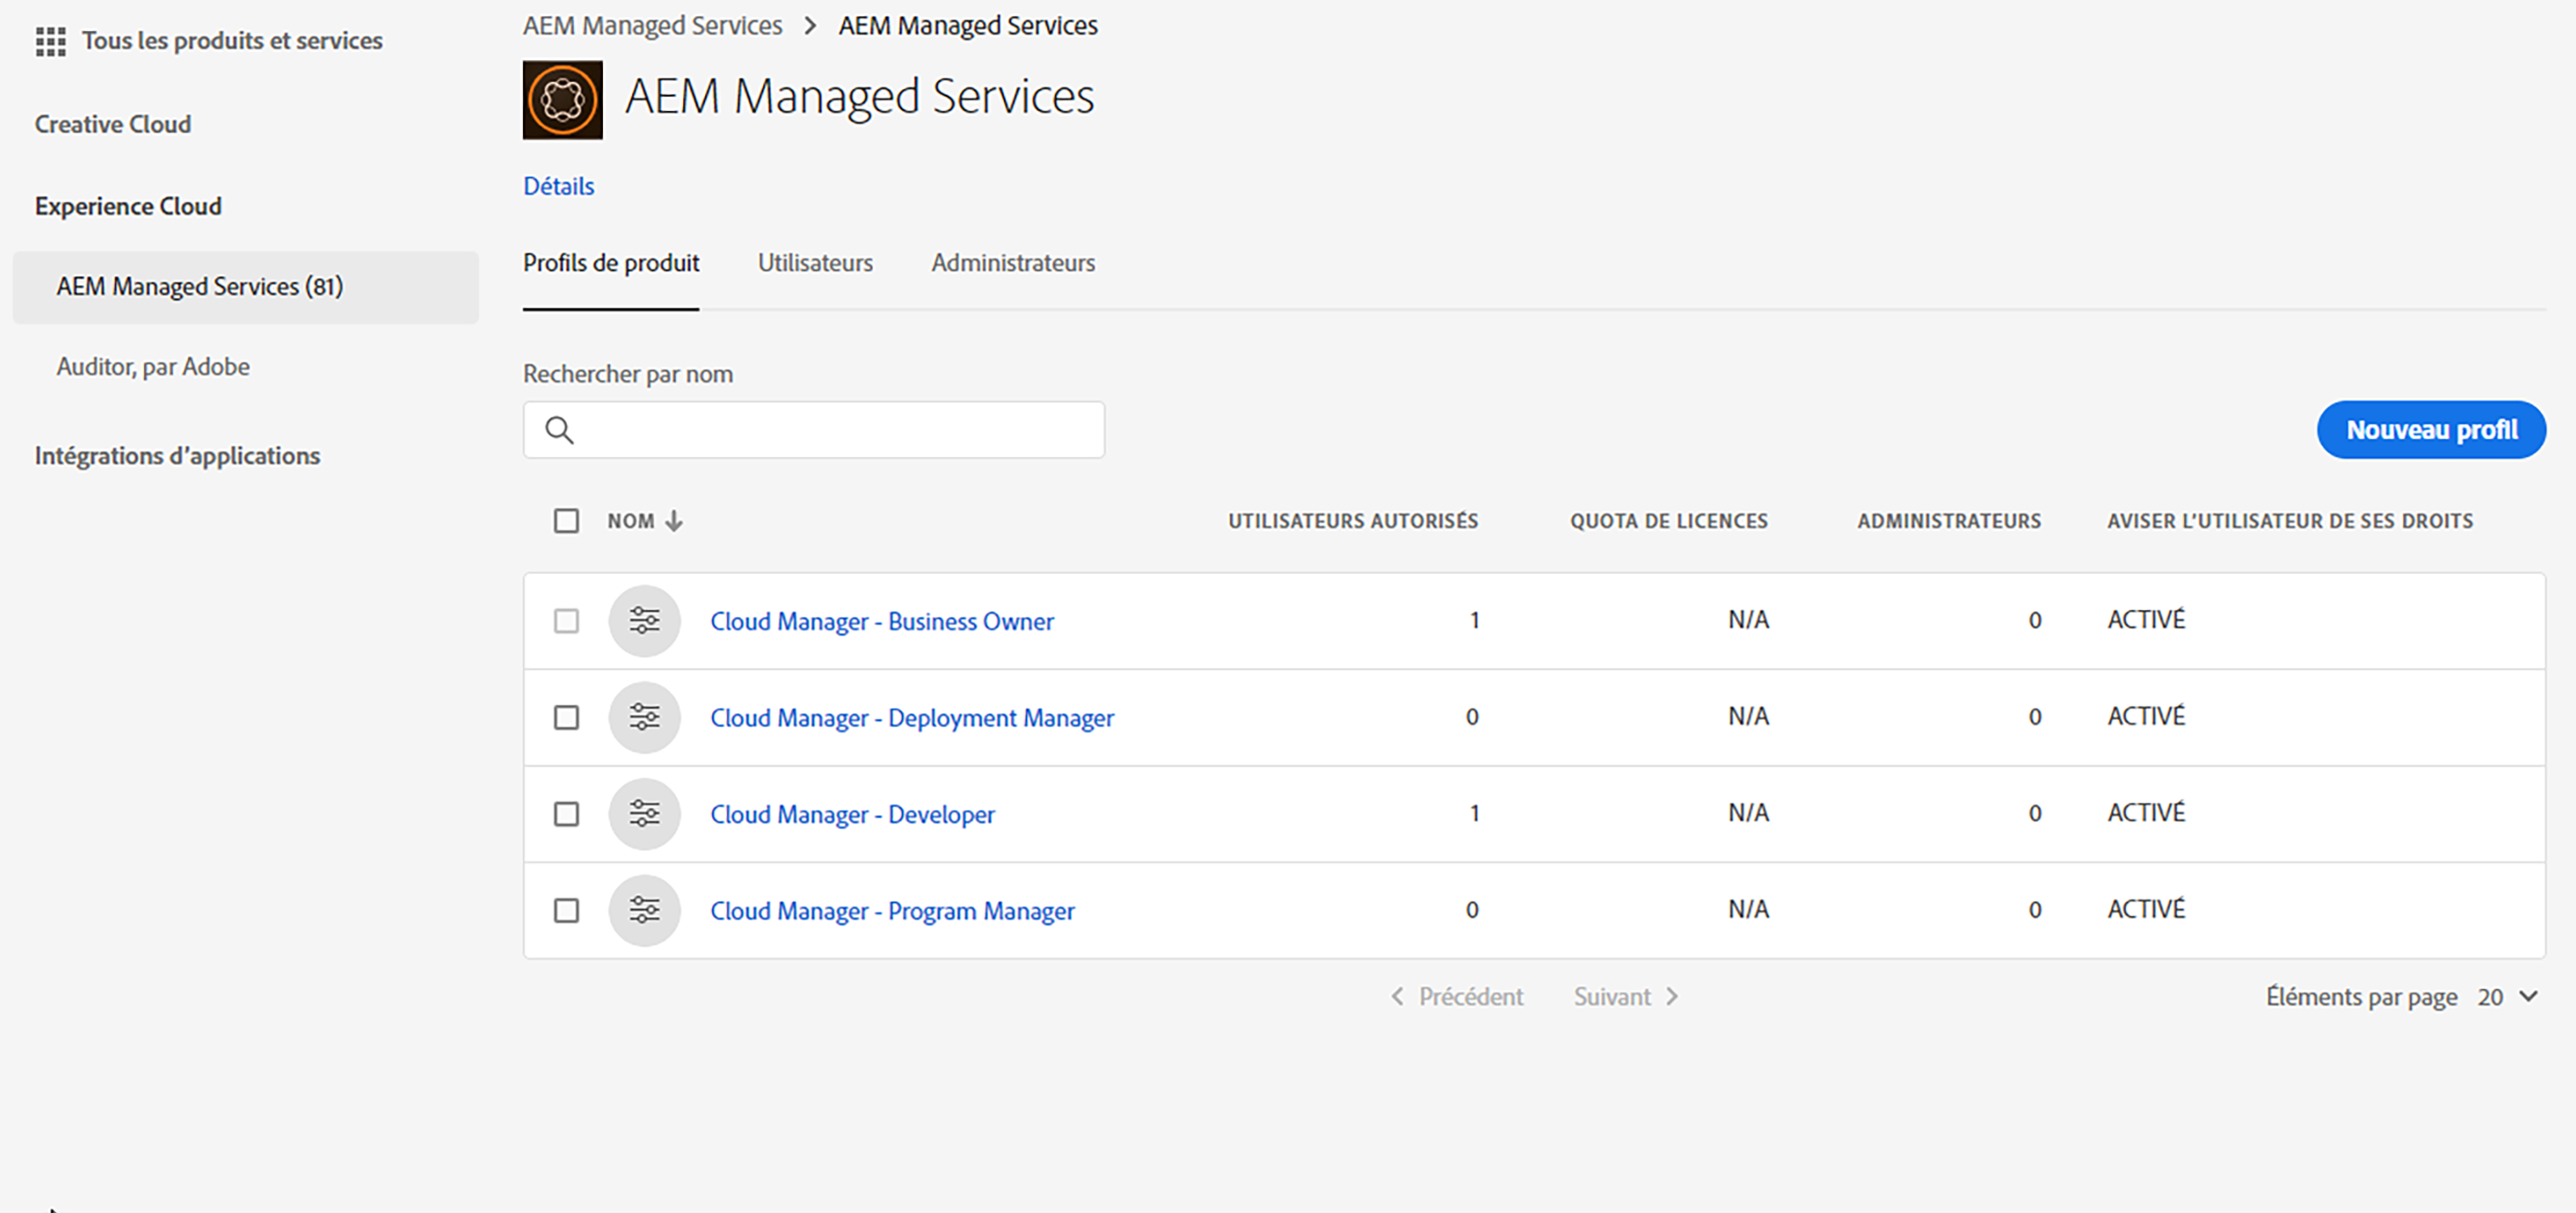 Tous les produits et services
Creative Cloud
Experience Cloud
AEM Managed Services (81)
Auditor, par Adobe
Intégrations d’applications
AEM Managed Services > AEM Managed Services
AEM Managed Services
Détails
Profils de produit Utilisateurs Administrateurs
Rechercher par nom
Nouveau profil
NOM UTILISATEURS AUTORISÉS QUOTA DE LICENCES ADMINISTRATEURS AVISER L’UTILISATEUR DE SES DROITS
Cloud Manager - Business Owner 1 N/A 0 ACTIVÉ
Cloud Manager - Deployment Manager 0 N/A 0 ACTIVÉ
Cloud Manager - Developer 1 N/A 0 ACTIVÉ
Cloud Manager - Program Manager 0 N/A 0 ACTIVÉ
Précédent Suivant Éléments par page 20